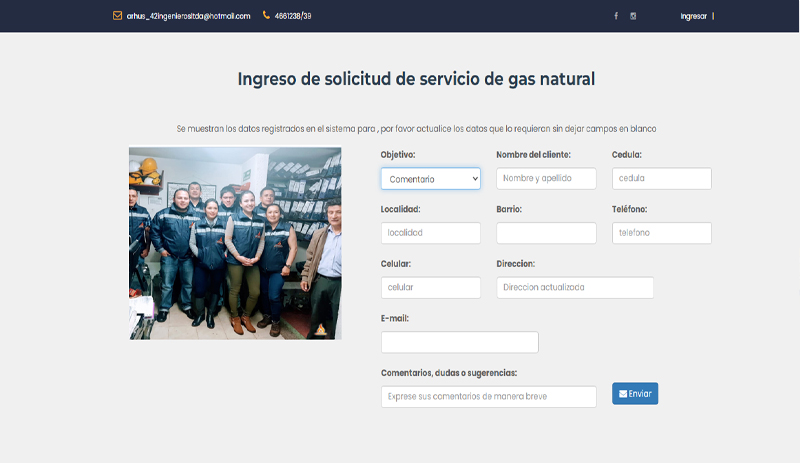 arhus_42ingenierosltda@hotmail.com 4661238/39 Ingresar |
Ingreso de solicitud de servicio de gas natural
Se muestran los datos registrados en el sistema para , por favor actualice los datos que lo requieran sin dejar campos en blanco
Objetivo: Nombre del cliente: Cedula:
Comentario Nombre y apellido cedula
Localidad: Barrio: Teléfono:
localidad telefono
Celular: Direccion:
celular Direccion actualizada
E-mail:
Comentarios, dudas o sugerencias:
Exprese sus comentarios de manera breve Enviar